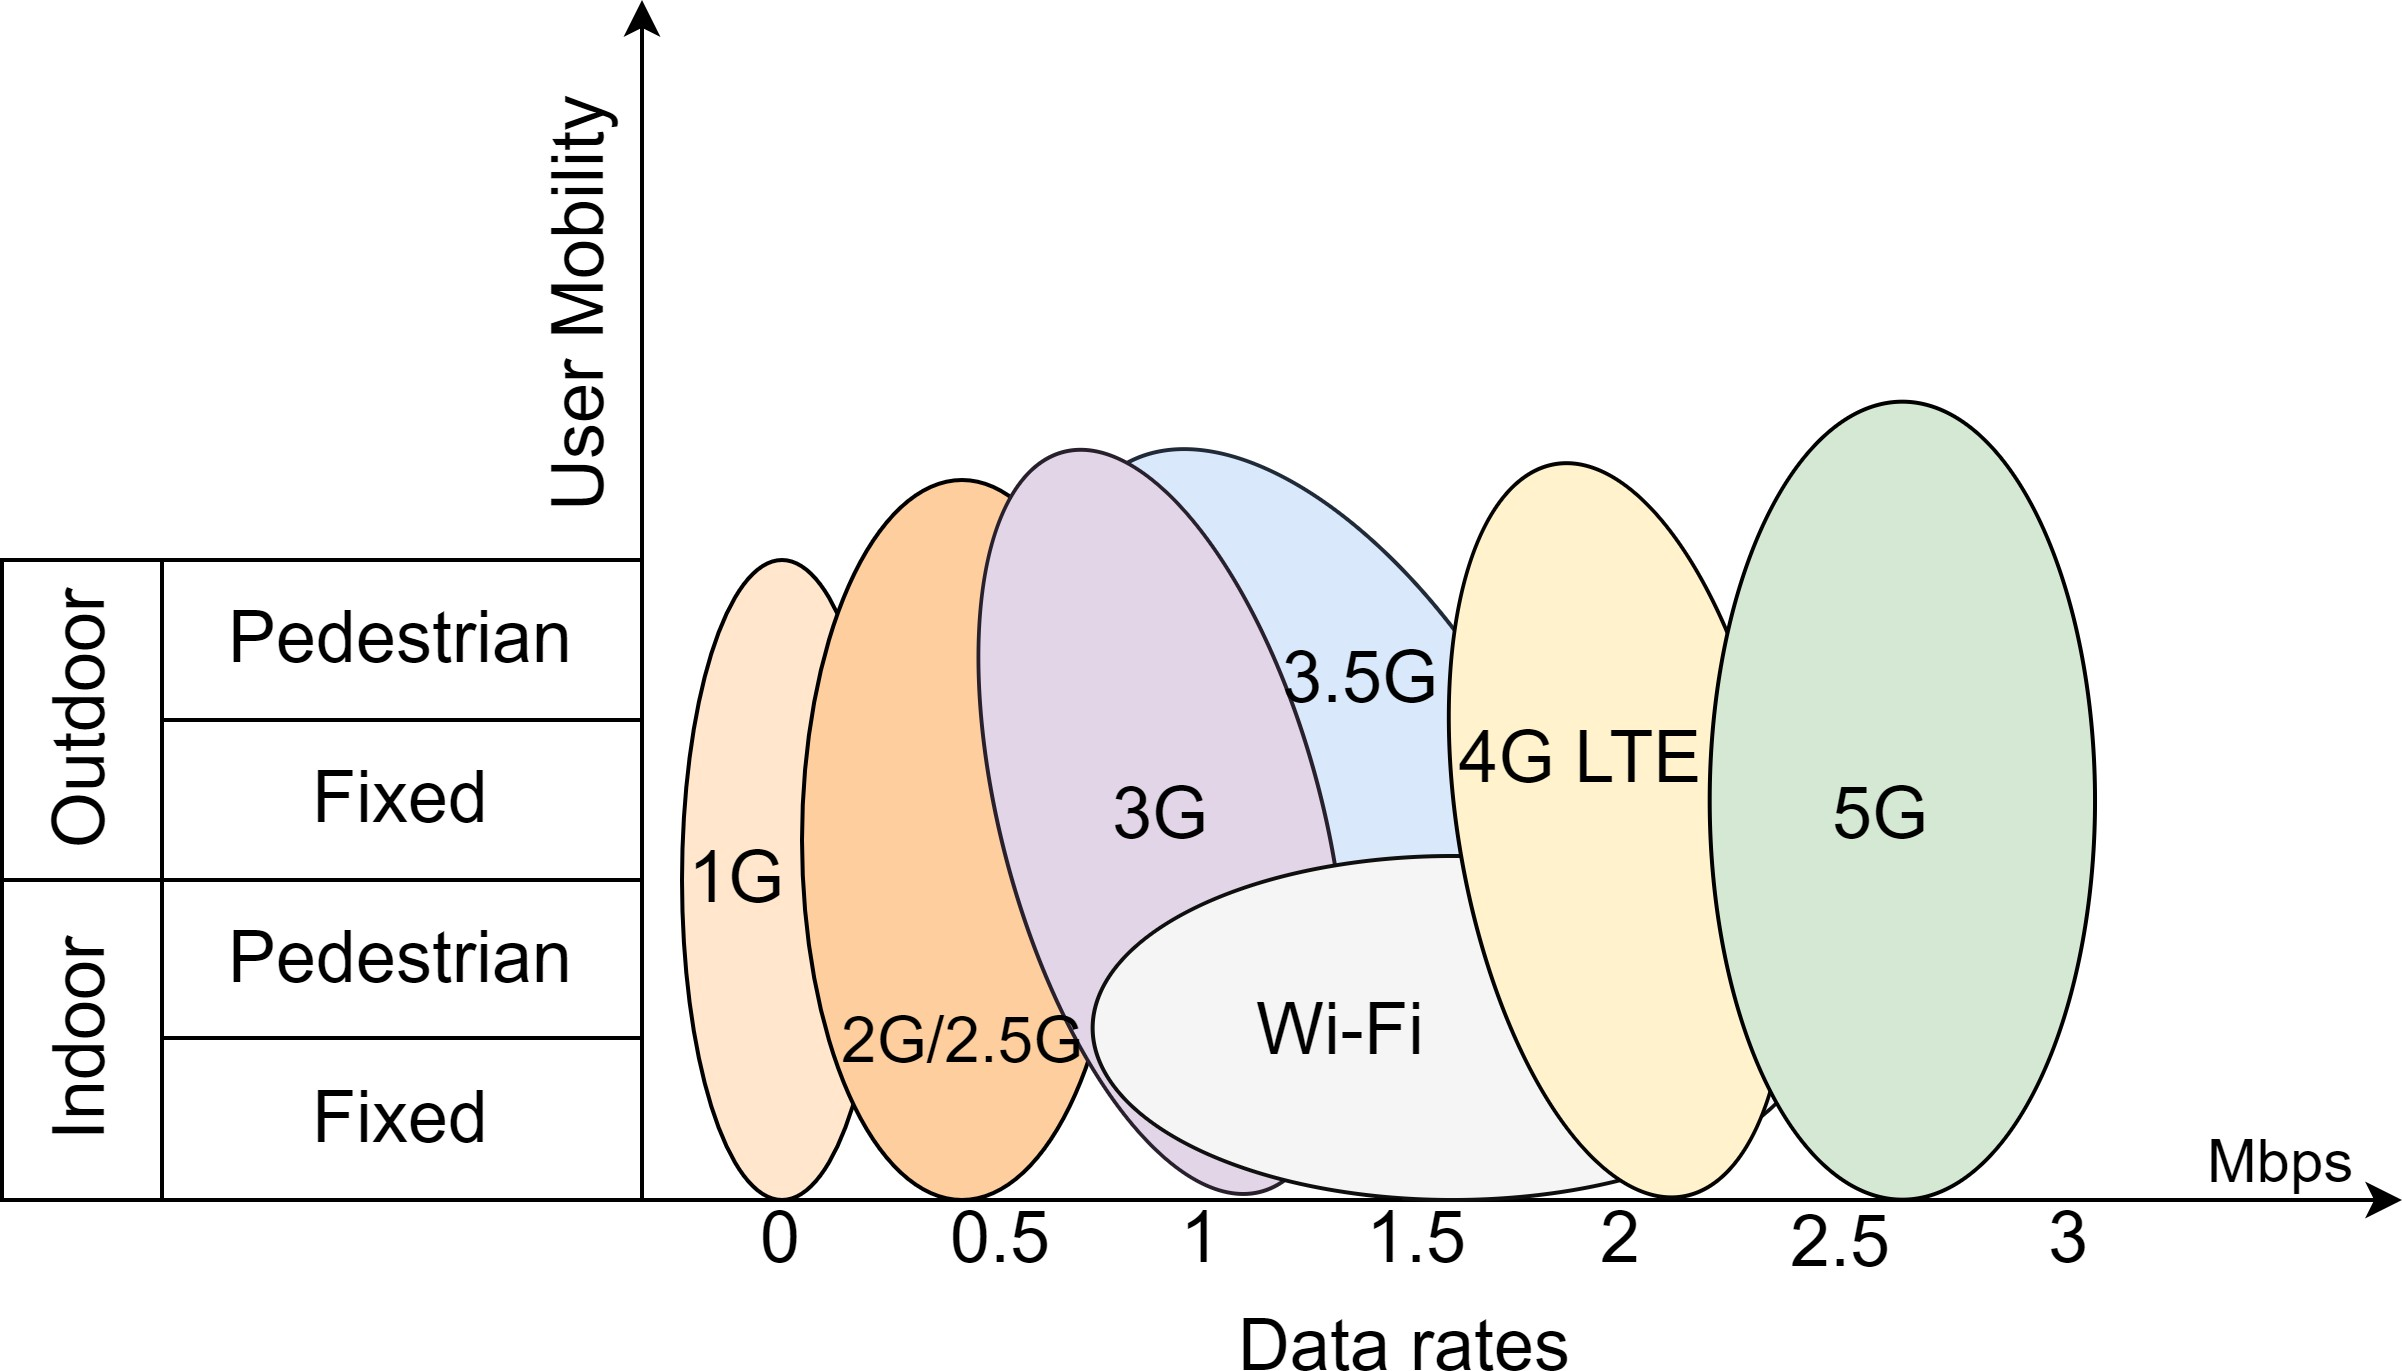 User Mobility
Outdoor
Pedestrian
Fixed
Indoor
Pedestrian
Fixed
1G
2G/2.5G
3G
3.5G
Wi-Fi
4G LTE
5G
Mbps
0 0.5 1 1.5 2 2.5 3
Data rates